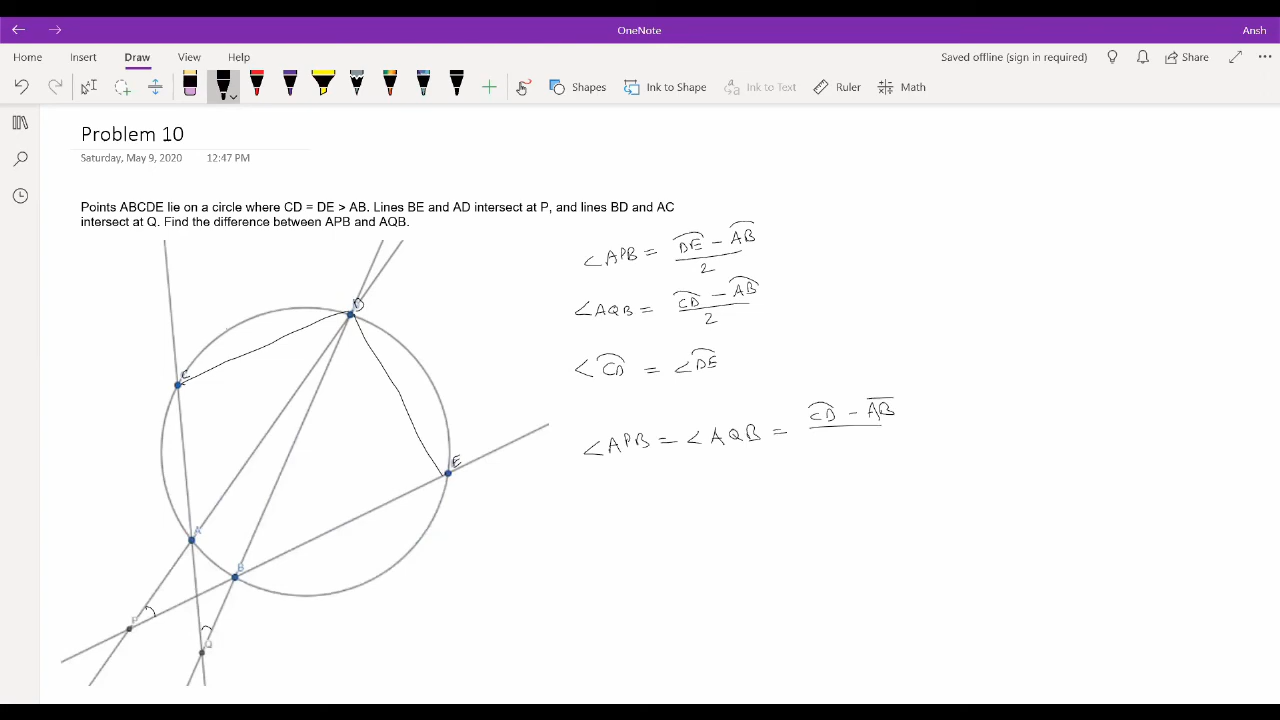 OneNote
Ansh
Home Insert Draw View Help
Saved offline (sign in required)
Share
Shapes Ink to Shape Ink to Text Ruler Math
Problem 10
Saturday, May 9, 2020 12:47 PM
Points ABCDE lie on a circle where CD = DE > AB. Lines BE and AD intersect at P, and lines BD and AC
intersect at Q. Find the difference between APB and AQB.
∠APB = DE - AB
2
∠AQB = CD - AB
2
∠CD = ∠DE
∠APB = ∠AQB = CD - AB
D
C
E
A
B
P
Q